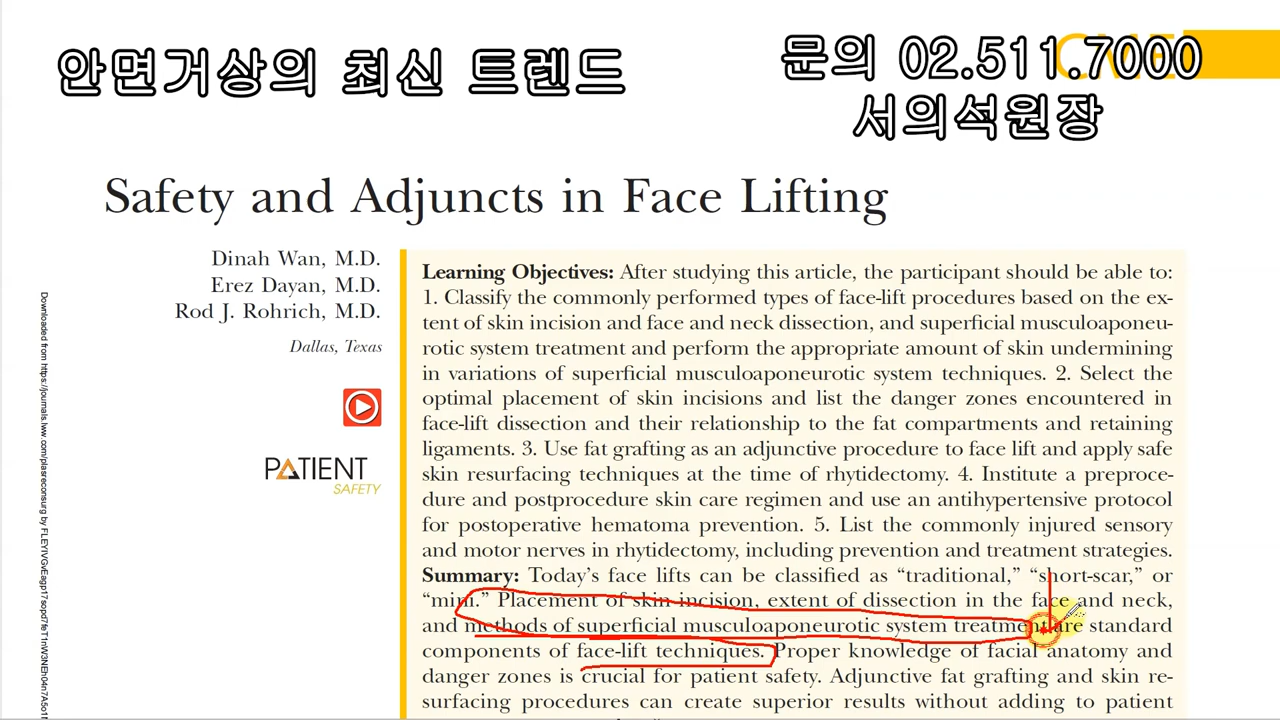 안면거상의 최신 트렌드
문의 02.511.7000
서의석원장
CME
Safety and Adjuncts in Face Lifting
Dinah Wan, M.D.
Erez Dayan, M.D.
Rod J. Rohrich, M.D.
Dallas, Texas
PATIENT
SAFETY
Learning Objectives: After studying this article, the participant should be able to:
1. Classify the commonly performed types of face-lift procedures based on the ex-
tent of skin incision and face and neck dissection, and superficial musculoaponeu-
rotic system treatment and perform the appropriate amount of skin undermining
in variations of superficial musculoaponeurotic system techniques. 2. Select the
optimal placement of skin incisions and list the danger zones encountered in
face-lift dissection and their relationship to the fat compartments and retaining
ligaments. 3. Use fat grafting as an adjunctive procedure to face lift and apply safe
skin resurfacing techniques at the time of rhytidectomy. 4. Institute a preproce-
dure and postprocedure skin care regimen and use an antihypertensive protocol
for postoperative hematoma prevention. 5. List the commonly injured sensory
and motor nerves in rhytidectomy, including prevention and treatment strategies.
Summary: Today's face lifts can be classified as “traditional,” “short-scar,” or
“mini.” Placement of skin incision, extent of dissection in the face and neck,
and methods of superficial musculoaponeurotic system treatment are standard
components of face-lift techniques. Proper knowledge of facial anatomy and
danger zones is crucial for patient safety. Adjunctive fat grafting and skin re-
surfacing procedures can create superior results without adding to patient
Downloaded from https://journals.lww.com/plasreconsurg by